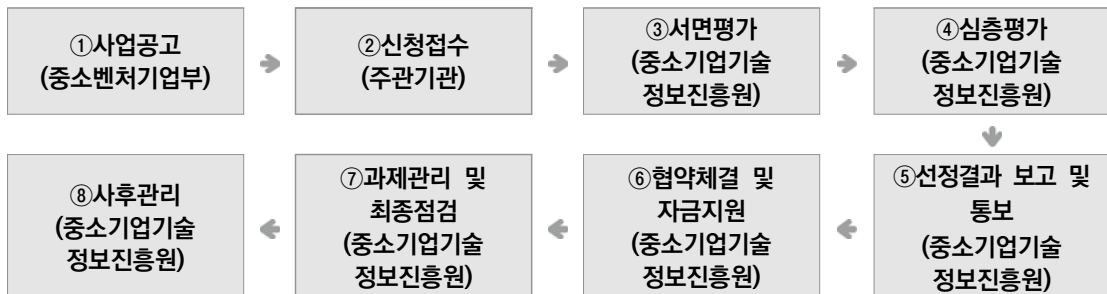 ①사업공고
(중소벤처기업부)
②신청접수
(주관기관)
③서면평가
(중소기업기술
정보진흥원)
④심층평가
(중소기업기술
정보진흥원)
⑤선정결과 보고 및
통보
(중소기업기술
정보진흥원)
⑥협약체결 및
자금지원
(중소기업기술
정보진흥원)
⑦과제관리 및
최종점검
(중소기업기술
정보진흥원)
⑧사후관리
(중소기업기술
정보진흥원)